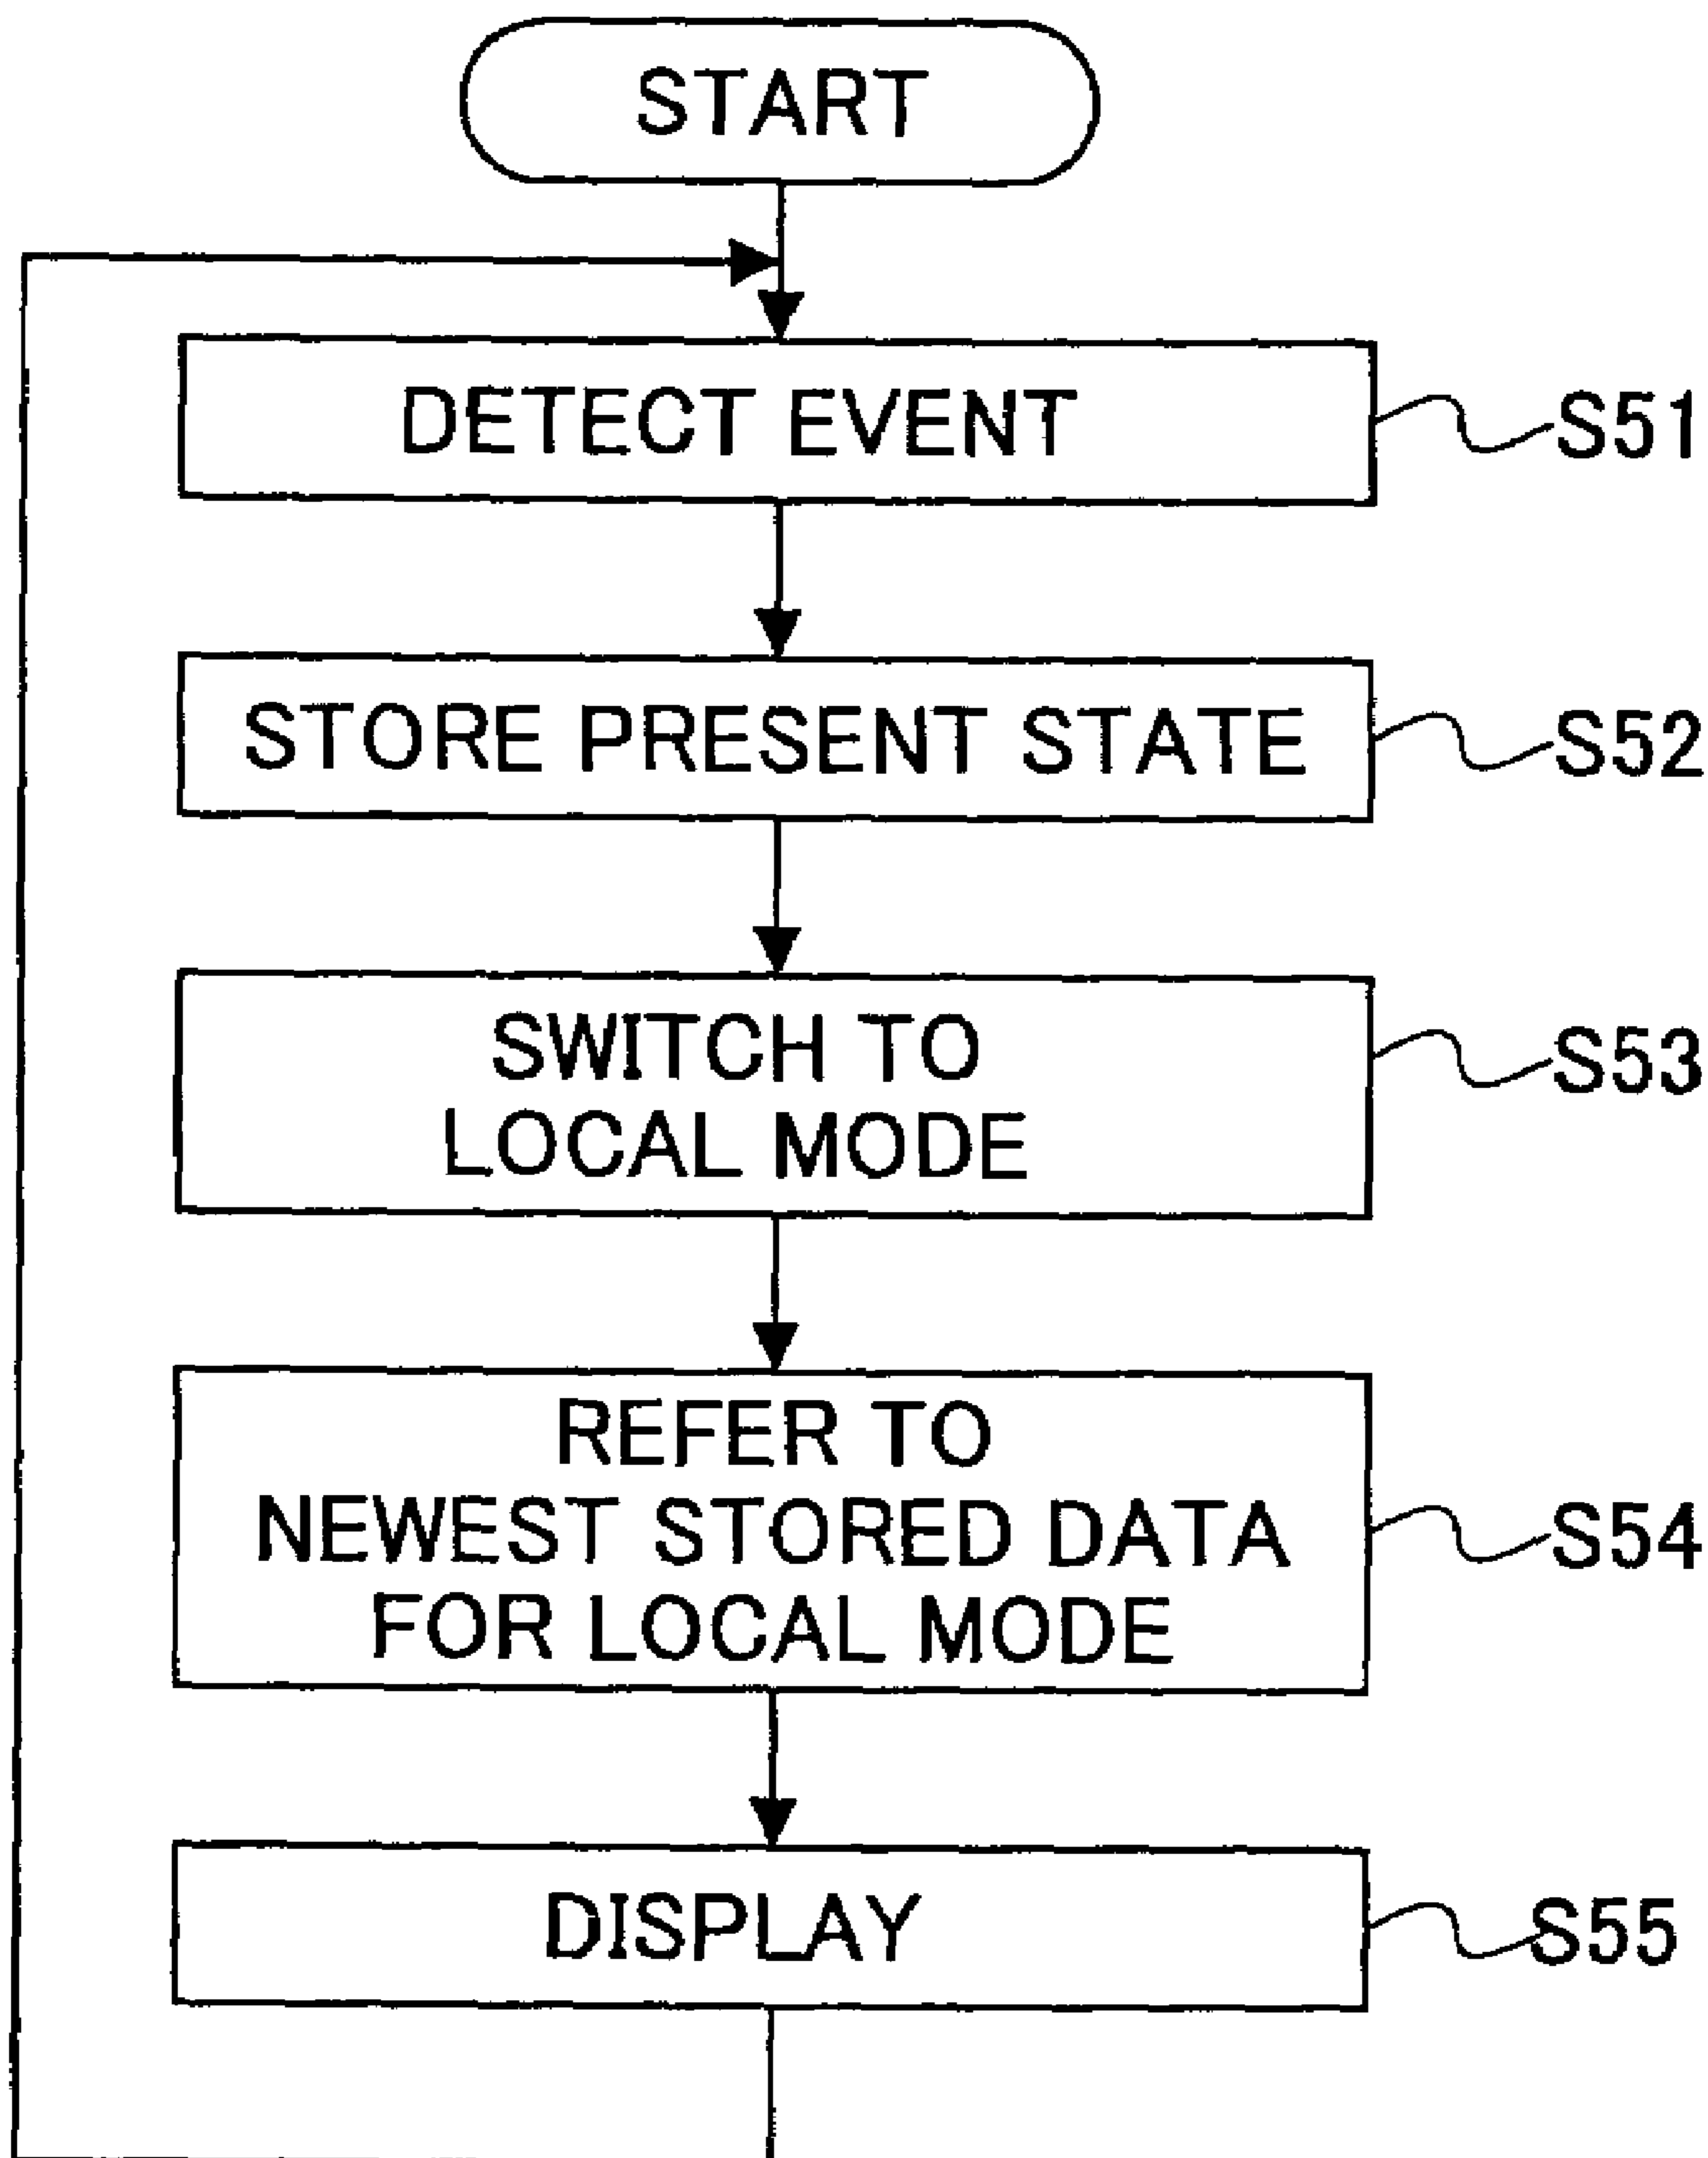 START
DETECT EVENT
S51
STORE PRESENT STATE
S52
SWITCH TO
LOCAL MODE
S53
REFER TO
NEWEST STORED DATA
FOR LOCAL MODE
S54
DISPLAY
S55